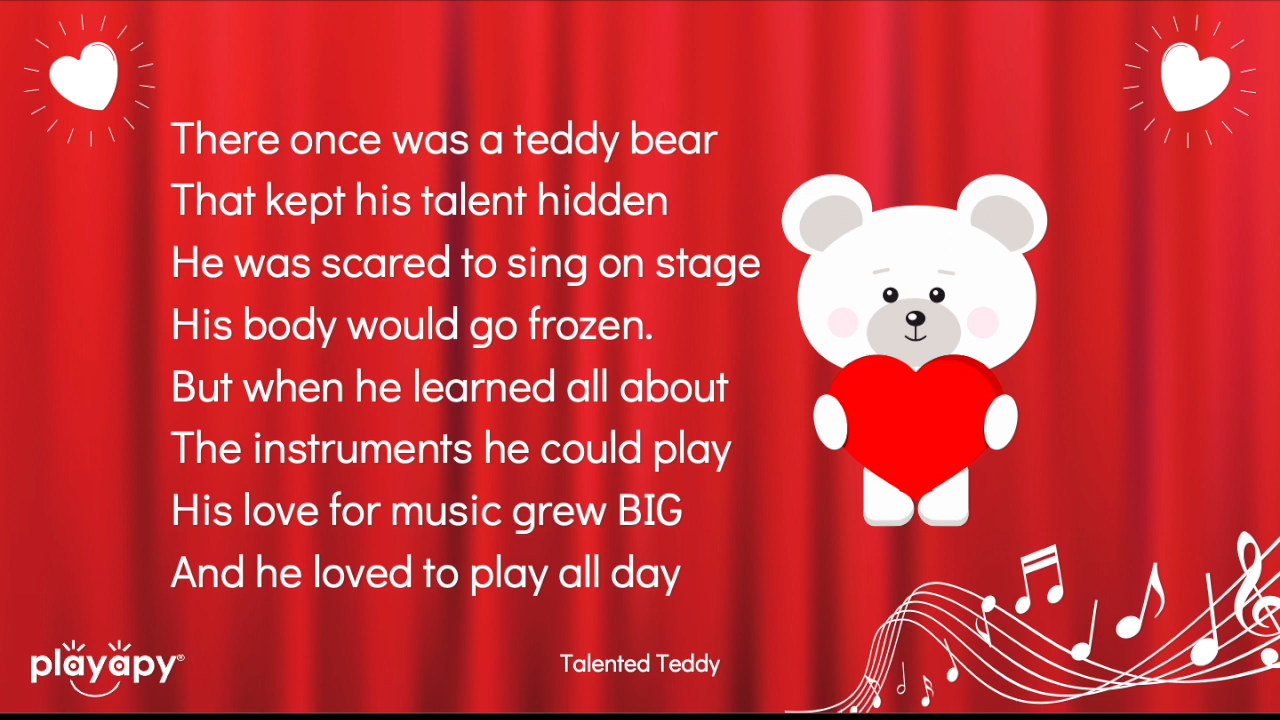 There once was a teddy bear
That kept his talent hidden
He was scared to sing on stage
His body would go frozen.
But when he learned all about
The instruments he could play
His love for music grew BIG
And he loved to play all day
playapy®
Talented Teddy